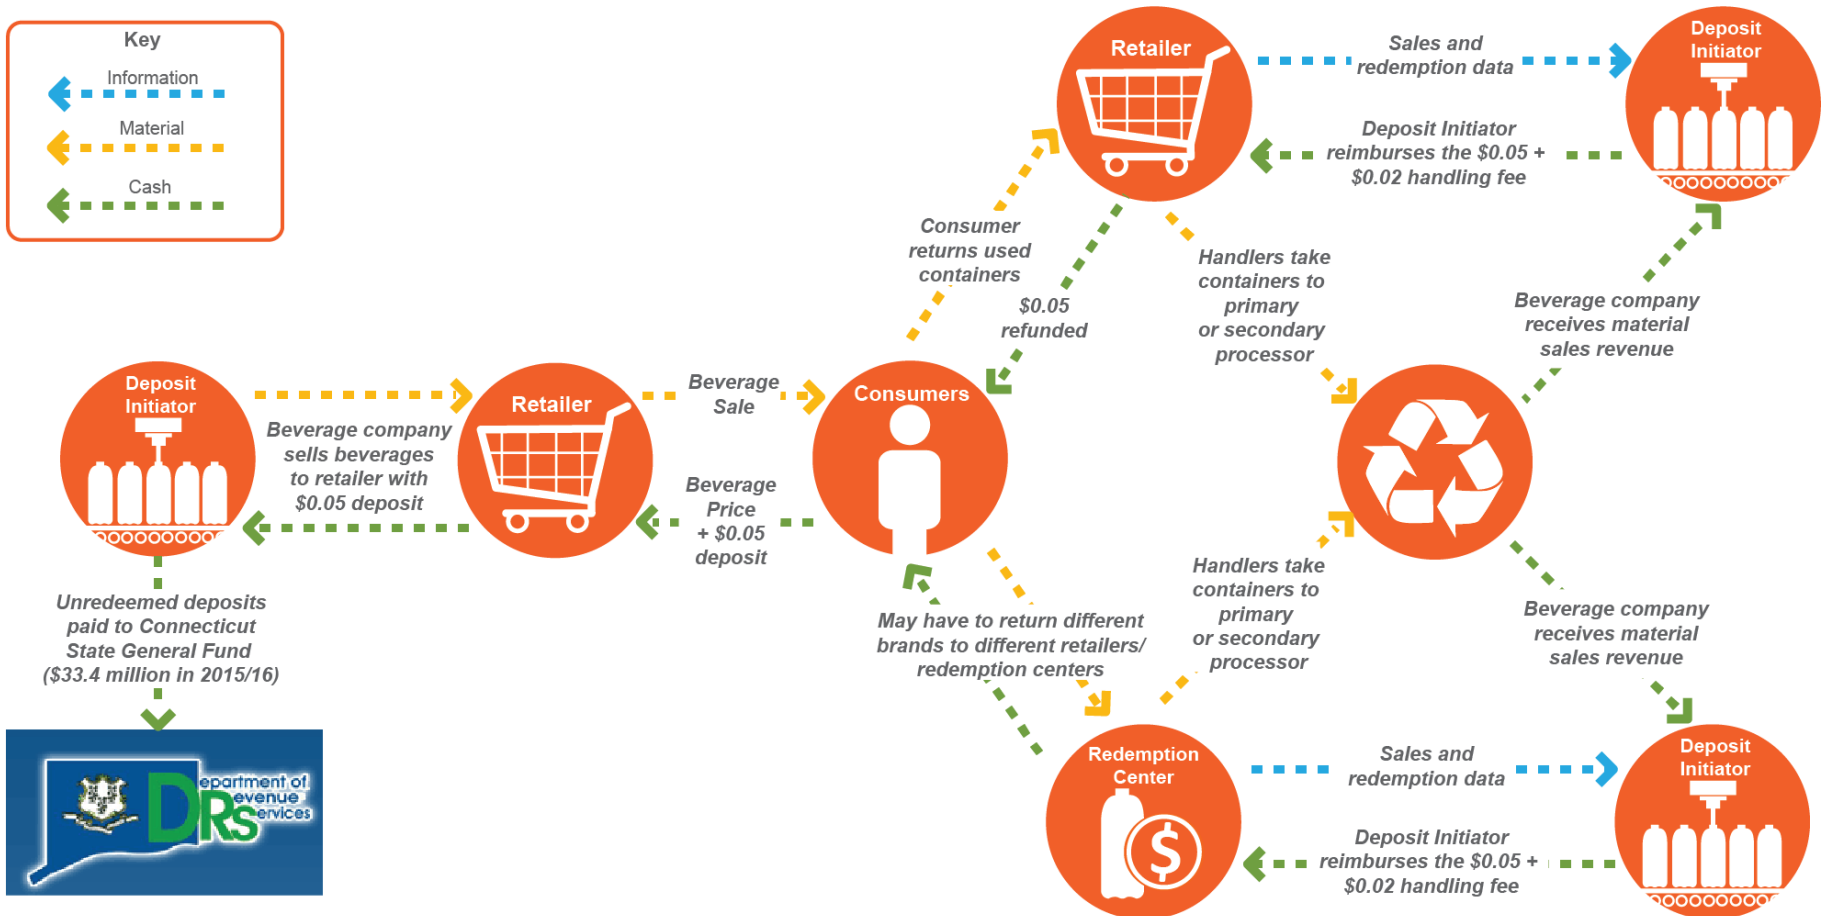 Key
Information
Material
Cash
Deposit
Initiator
Beverage company
sells beverages
to retailer with
$0.05 deposit
Unredeemed deposits
paid to Connecticut
State General Fund
($33.4 million in 2015/16)
Department of
Revenue
Services
Retailer
Beverage
Sale
Beverage
Price
+ $0.05
deposit
Consumers
Consumer
returns used
containers
$0.05
refunded
May have to return different
brands to different retailers/
redemption centers
Retailer
Sales and
redemption data
Deposit Initiator
reimburses the $0.05 +
$0.02 handling fee
Deposit
Initiator
Handlers take
containers to
primary
or secondary
processor
Beverage company
receives material
sales revenue
Handlers take
containers to
primary
or secondary
processor
Beverage company
receives material
sales revenue
Redemption
Center
$
Sales and
redemption data
Deposit Initiator
reimburses the $0.05 +
$0.02 handling fee
Deposit
Initiator